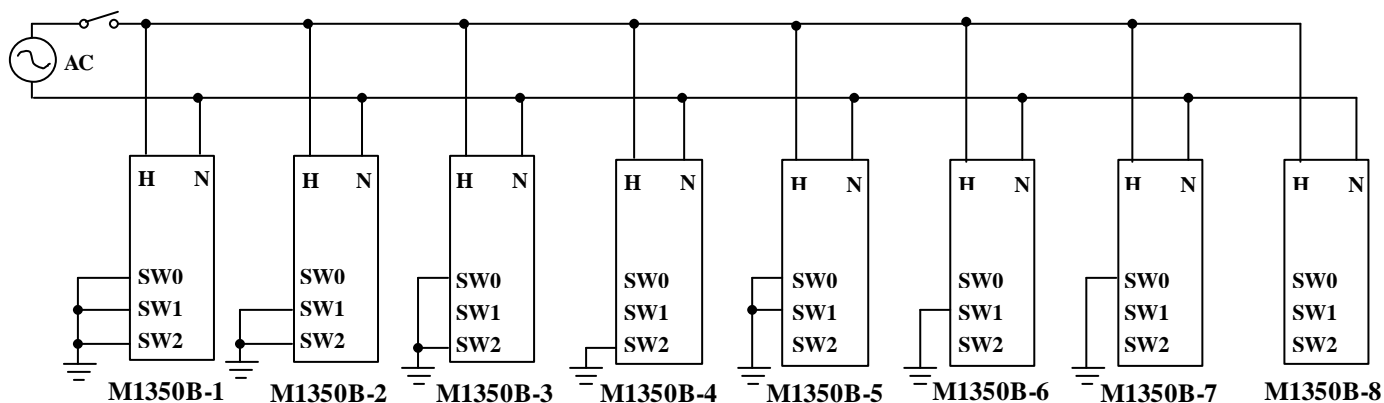 AC
H N
H N
H N
H N
H N
H N
H N
H N
SW0
SW0
SW0
SW0
SW0
SW0
SW0
SW0
SW1
SW1
SW1
SW1
SW1
SW1
SW1
SW1
SW2
SW2
SW2
SW2
SW2
SW2
SW2
SW2
M1350B-1
M1350B-2
M1350B-3
M1350B-4
M1350B-5
M1350B-6
M1350B-7
M1350B-8